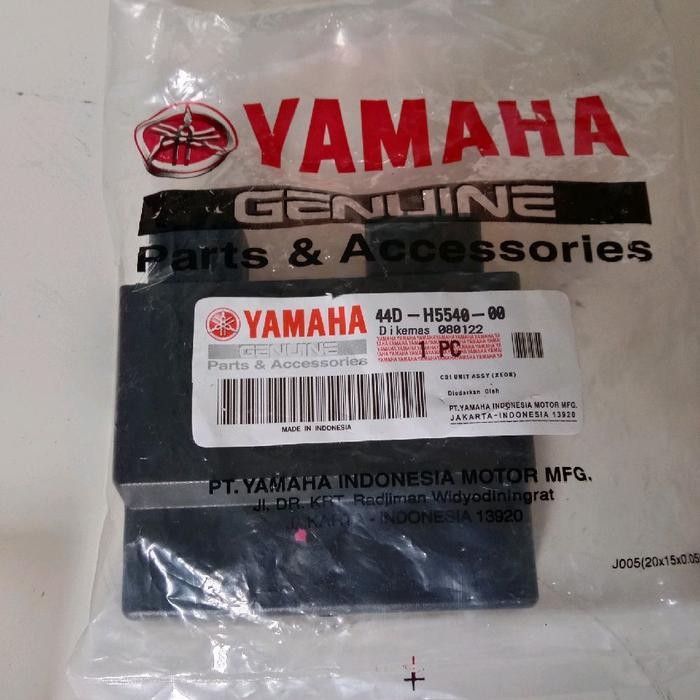 YAMAHA
GENUINE
Parts & Accessories
YAMAHA
GENUINE
Parts & Accessories
44D-H5540-00
Dikemas 080122
1 PC
CDI UNIT ASSY (XEON)
Diedarkan Oleh
PT.YAMAHA INDONESIA MOTOR MFG.
JAKARTA-INDONESIA 13920
MADE IN INDONESIA
PT. YAMAHA INDONESIA MOTOR MFG.
Jl. DR. KRT. Radjiman Widyodiningrat
JAKARTA - INDONESIA 13920
J005(20x15x0.05